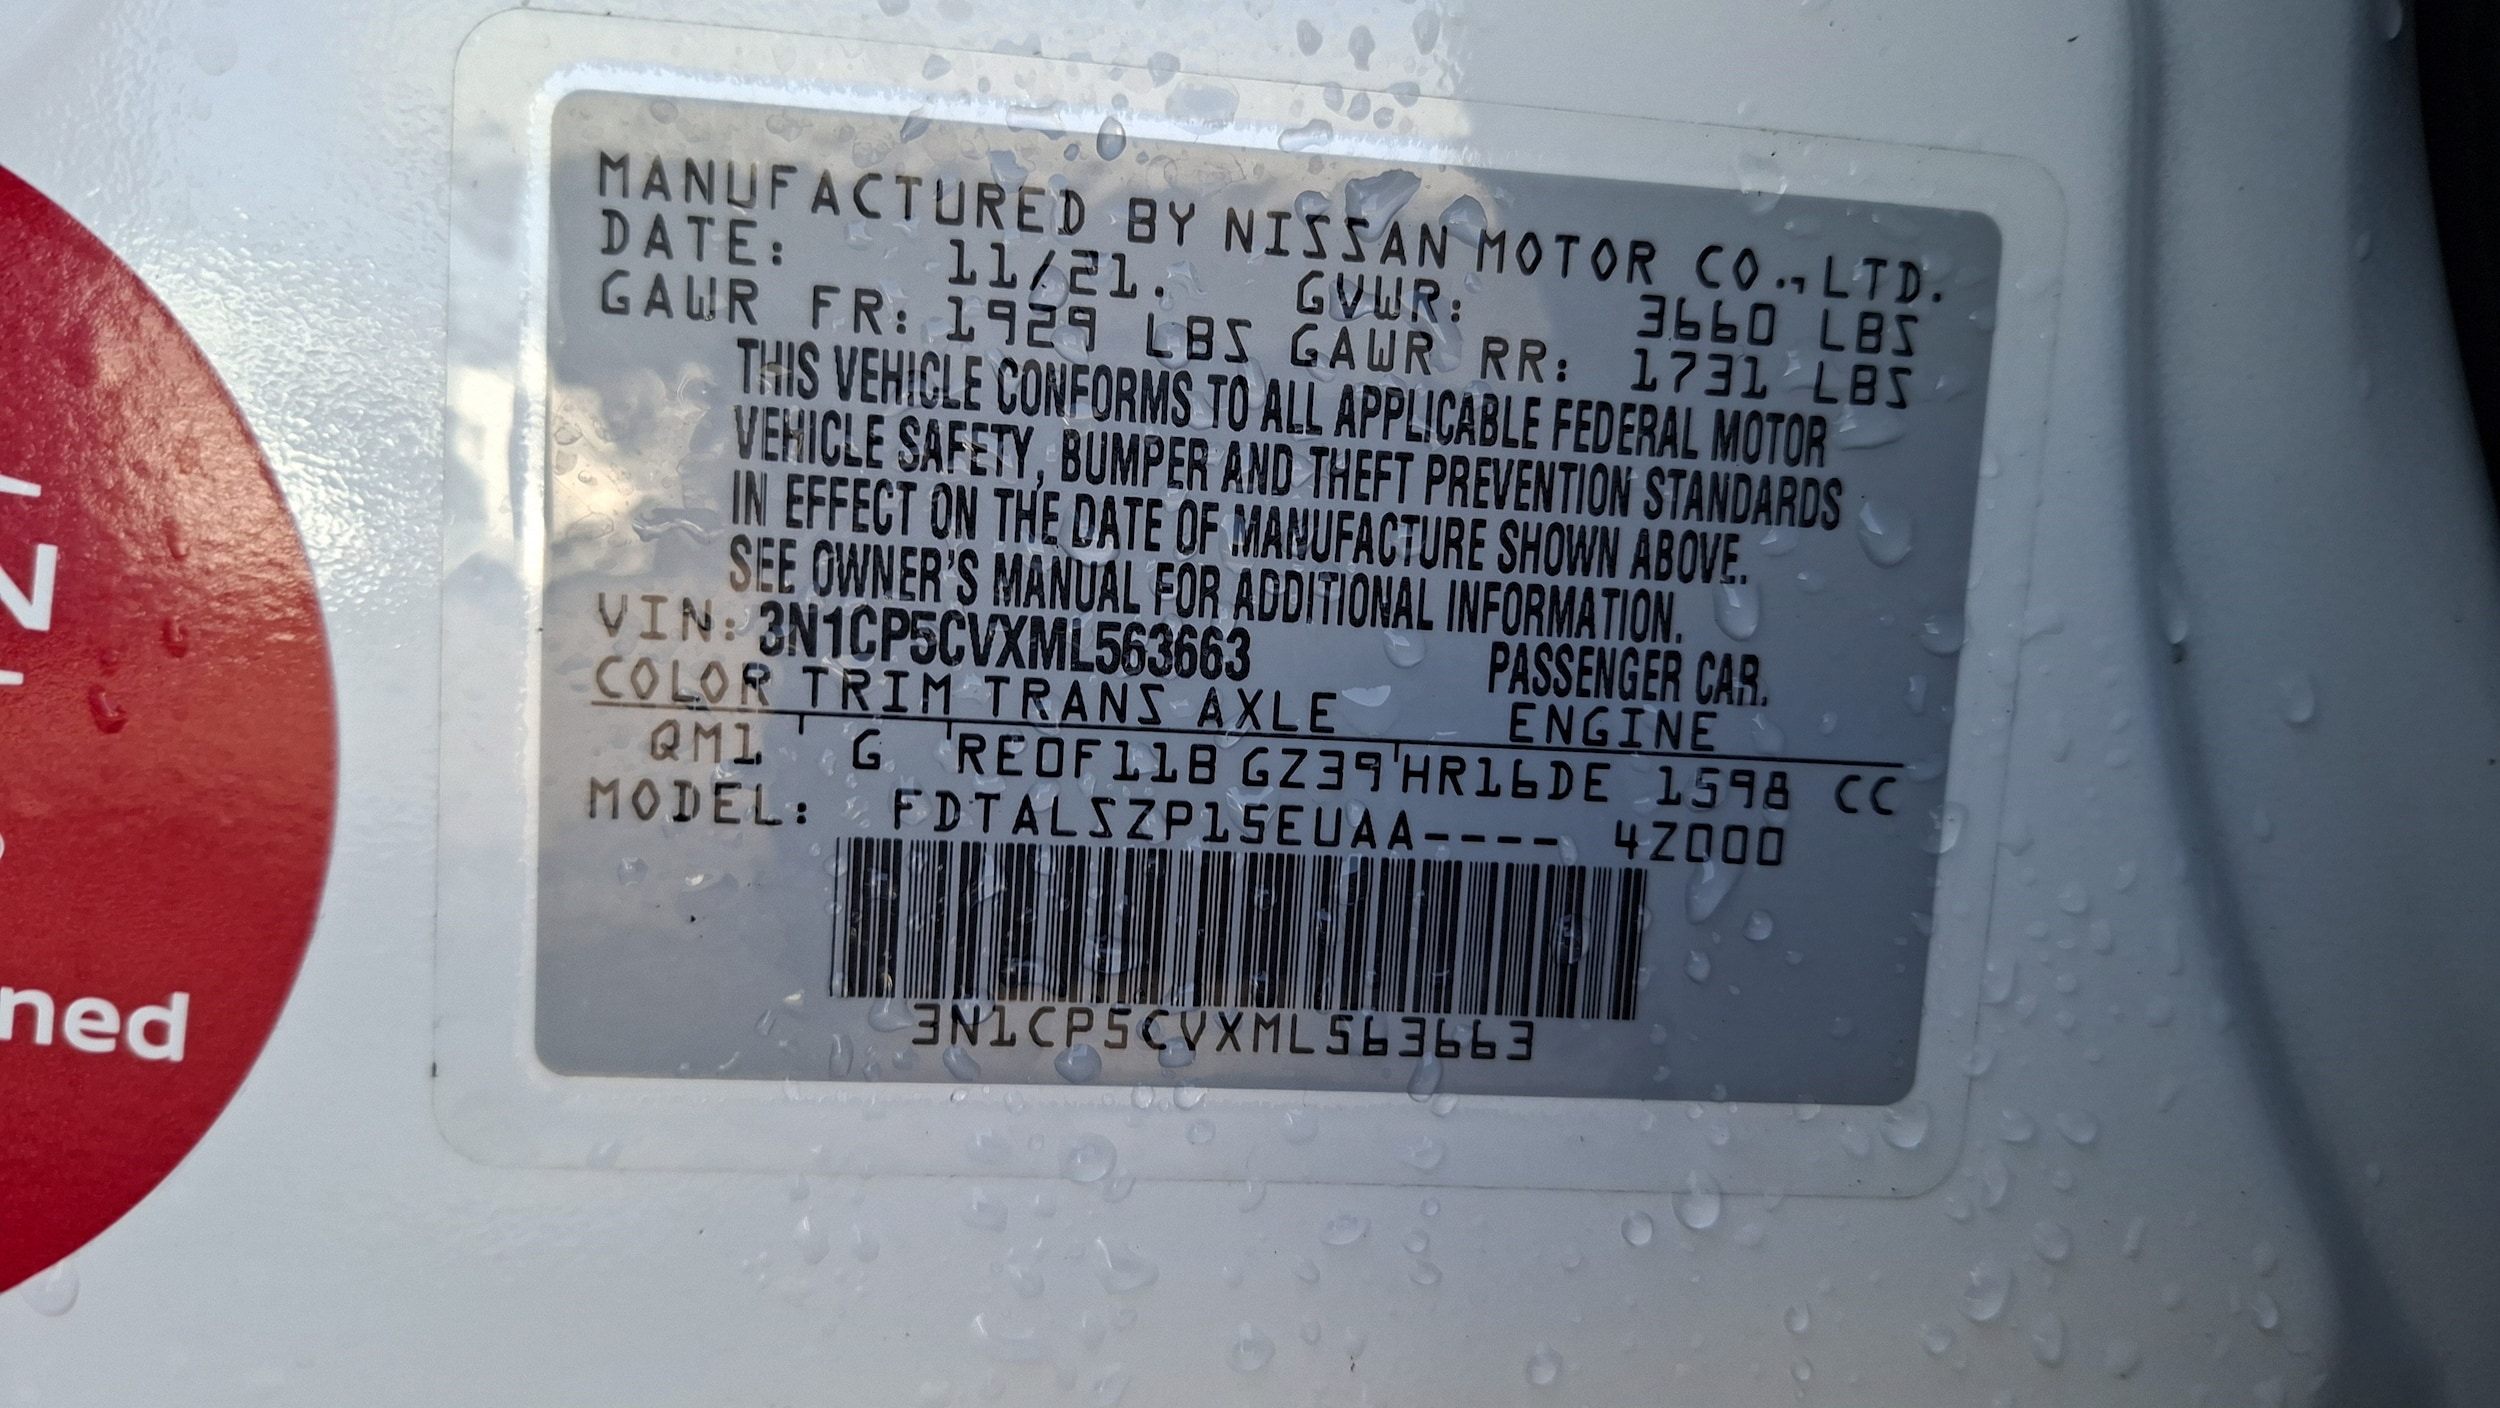 MANUFACTURED BY NISSAN MOTOR CO.,LTD.
DATE: 11/21. GVWR: 3660 LBS
GAWR FR: 1929 LBS GAWR RR: 1731 LBS
THIS VEHICLE CONFORMS TO ALL APPLICABLE FEDERAL MOTOR
VEHICLE SAFETY, BUMPER AND THEFT PREVENTION STANDARDS
IN EFFECT ON THE DATE OF MANUFACTURE SHOWN ABOVE.
SEE OWNER'S MANUAL FOR ADDITIONAL INFORMATION.
VIN: 3N1CP5CVXML563663 PASSENGER CAR.
COLOR TRIM TRANS AXLE ENGINE
QM1 G RE0F11B GZ39 HR16DE 1598 CC
MODEL: FDTALSZP15EUAA---- 4Z000
3N1CP5CVXML563663
ned